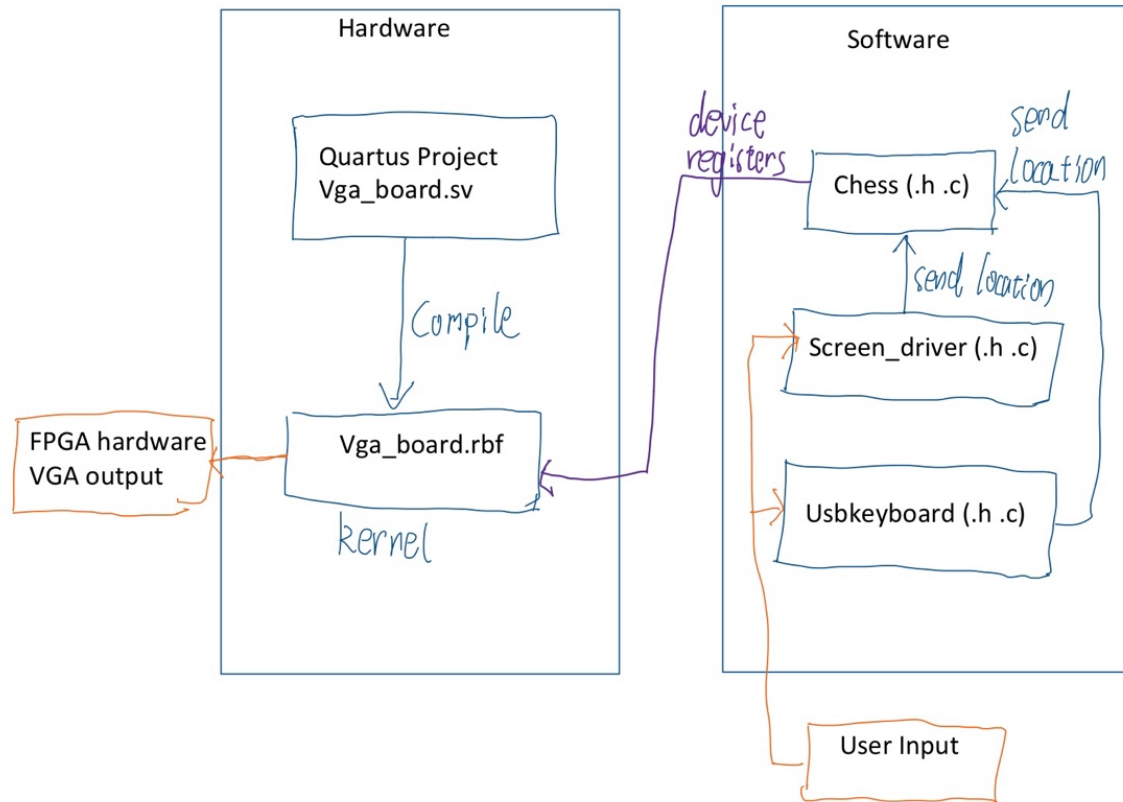 Hardware
Quartus Project
Vga_board.sv
Compile
Vga_board.rbf
kernel
FPGA hardware
VGA output
device
registers
Software
send
location
Chess (.h .c)
send location
Screen_driver (.h .c)
Usbkeyboard (.h .c)
User Input